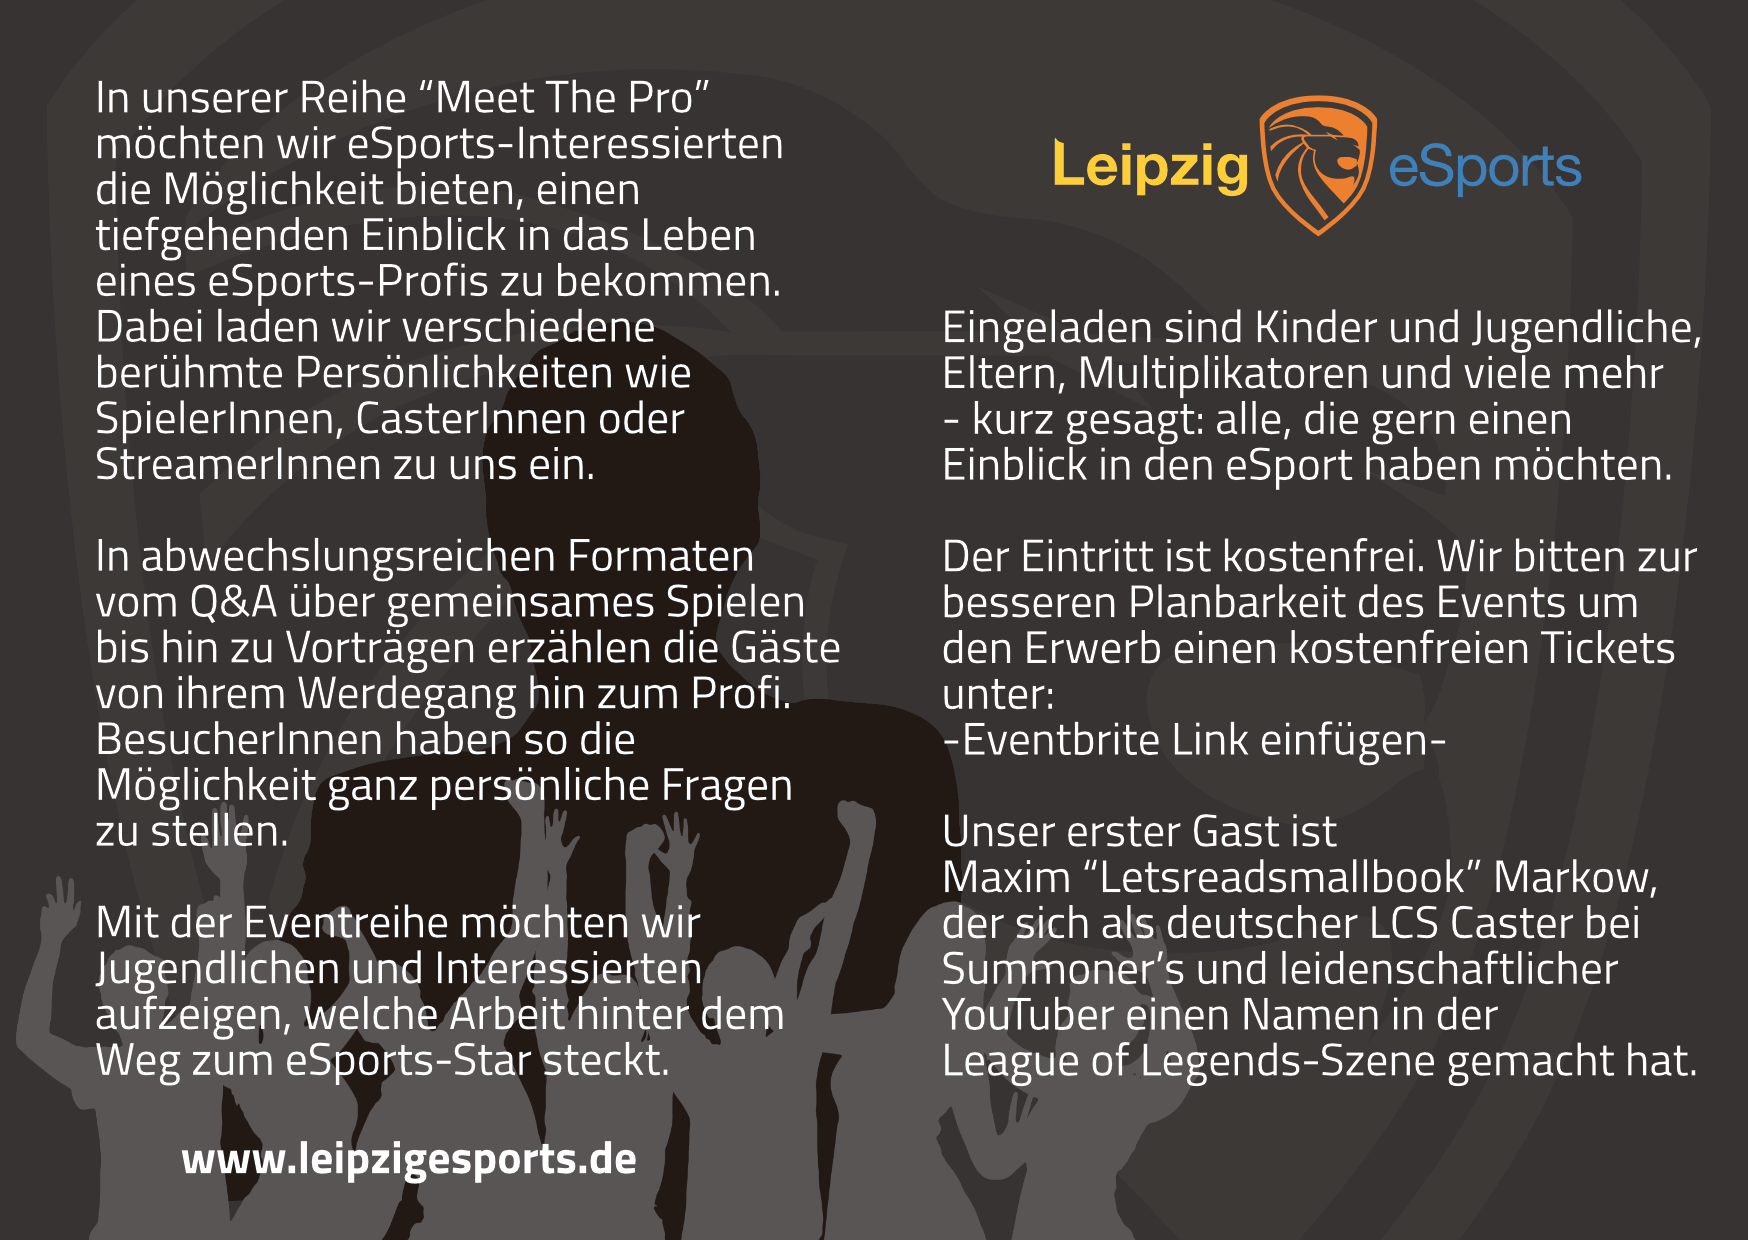 In unserer Reihe “Meet The Pro”
möchten wir eSports-Interessierten
die Möglichkeit bieten, einen
tiefgehenden Einblick in das Leben
eines eSports-Profis zu bekommen.
Dabei laden wir verschiedene
berühmte Persönlichkeiten wie
SpielerInnen, CasterInnen oder
StreamerInnen zu uns ein.
In abwechslungsreichen Formaten
vom Q&A über gemeinsames Spielen
bis hin zu Vorträgen erzählen die Gäste
von ihrem Werdegang hin zum Profi.
BesucherInnen haben so die
Möglichkeit ganz persönliche Fragen
zu stellen.
Mit der Eventreihe möchten wir
Jugendlichen und Interessierten
aufzeigen, welche Arbeit hinter dem
Weg zum eSports-Star steckt.
www.leipzigesports.de
Leipzig eSports
Eingeladen sind Kinder und Jugendliche,
Eltern, Multiplikatoren und viele mehr
- kurz gesagt: alle, die gern einen
Einblick in den eSport haben möchten.
Der Eintritt ist kostenfrei. Wir bitten zur
besseren Planbarkeit des Events um
den Erwerb einen kostenfreien Tickets
unter:
-Eventbrite Link einfügen-
Unser erster Gast ist
Maxim “Letsreadsmallbook” Markow,
der sich als deutscher LCS Caster bei
Summoner’s und leidenschaftlicher
YouTuber einen Namen in der
League of Legends-Szene gemacht hat.